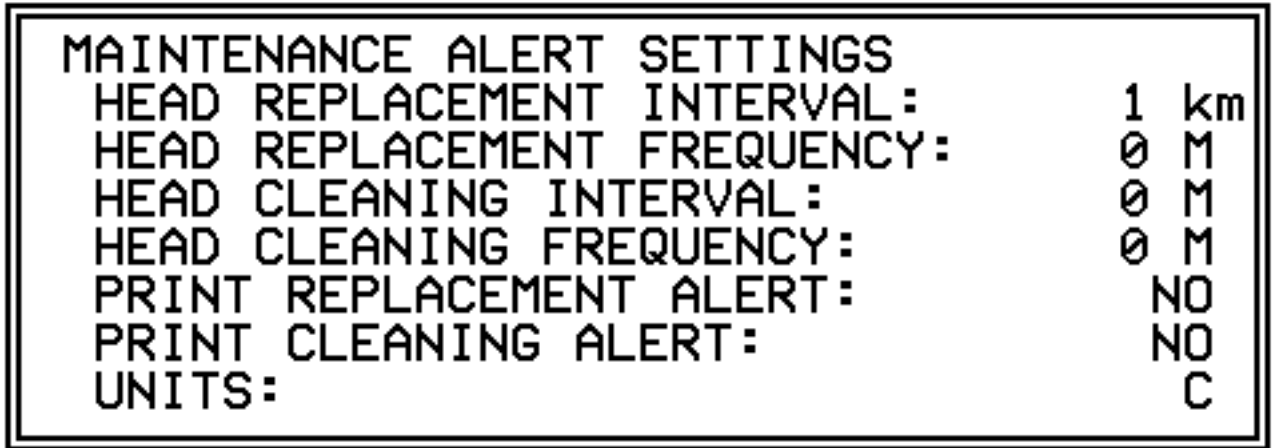 MAINTENANCE ALERT SETTINGS
HEAD REPLACEMENT INTERVAL: 1 km
HEAD REPLACEMENT FREQUENCY: 0 M
HEAD CLEANING INTERVAL: 0 M
HEAD CLEANING FREQUENCY: 0 M
PRINT REPLACEMENT ALERT: NO
PRINT CLEANING ALERT: NO
UNITS: C